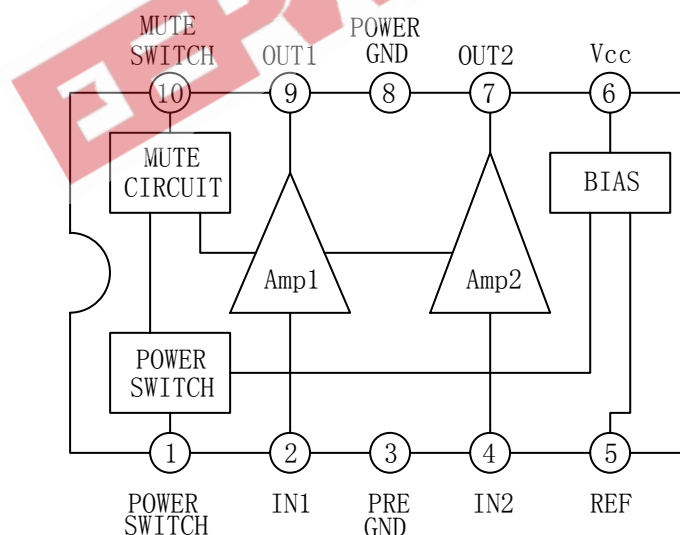 MUTE
SWITCH
OUT1
POWER
GND
OUT2
Vcc
10
9
8
7
6
MUTE
CIRCUIT
BIAS
Amp1
Amp2
POWER
SWITCH
1
2
3
4
5
POWER
SWITCH
IN1
PRE
GND
IN2
REF